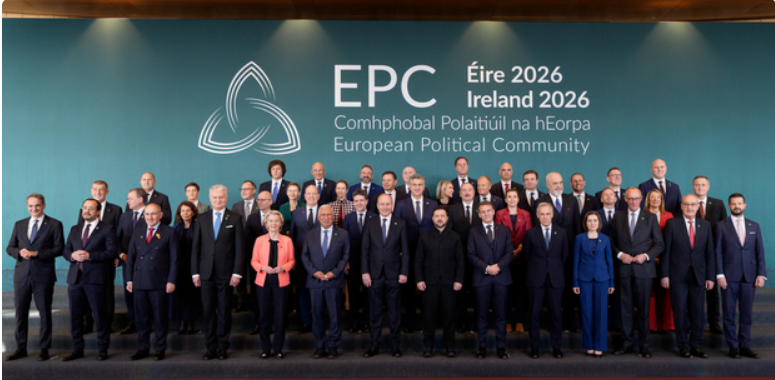 EPC
Éire 2026
Ireland 2026
Comhphobal Polaitiúil na hEorpa
European Political Community